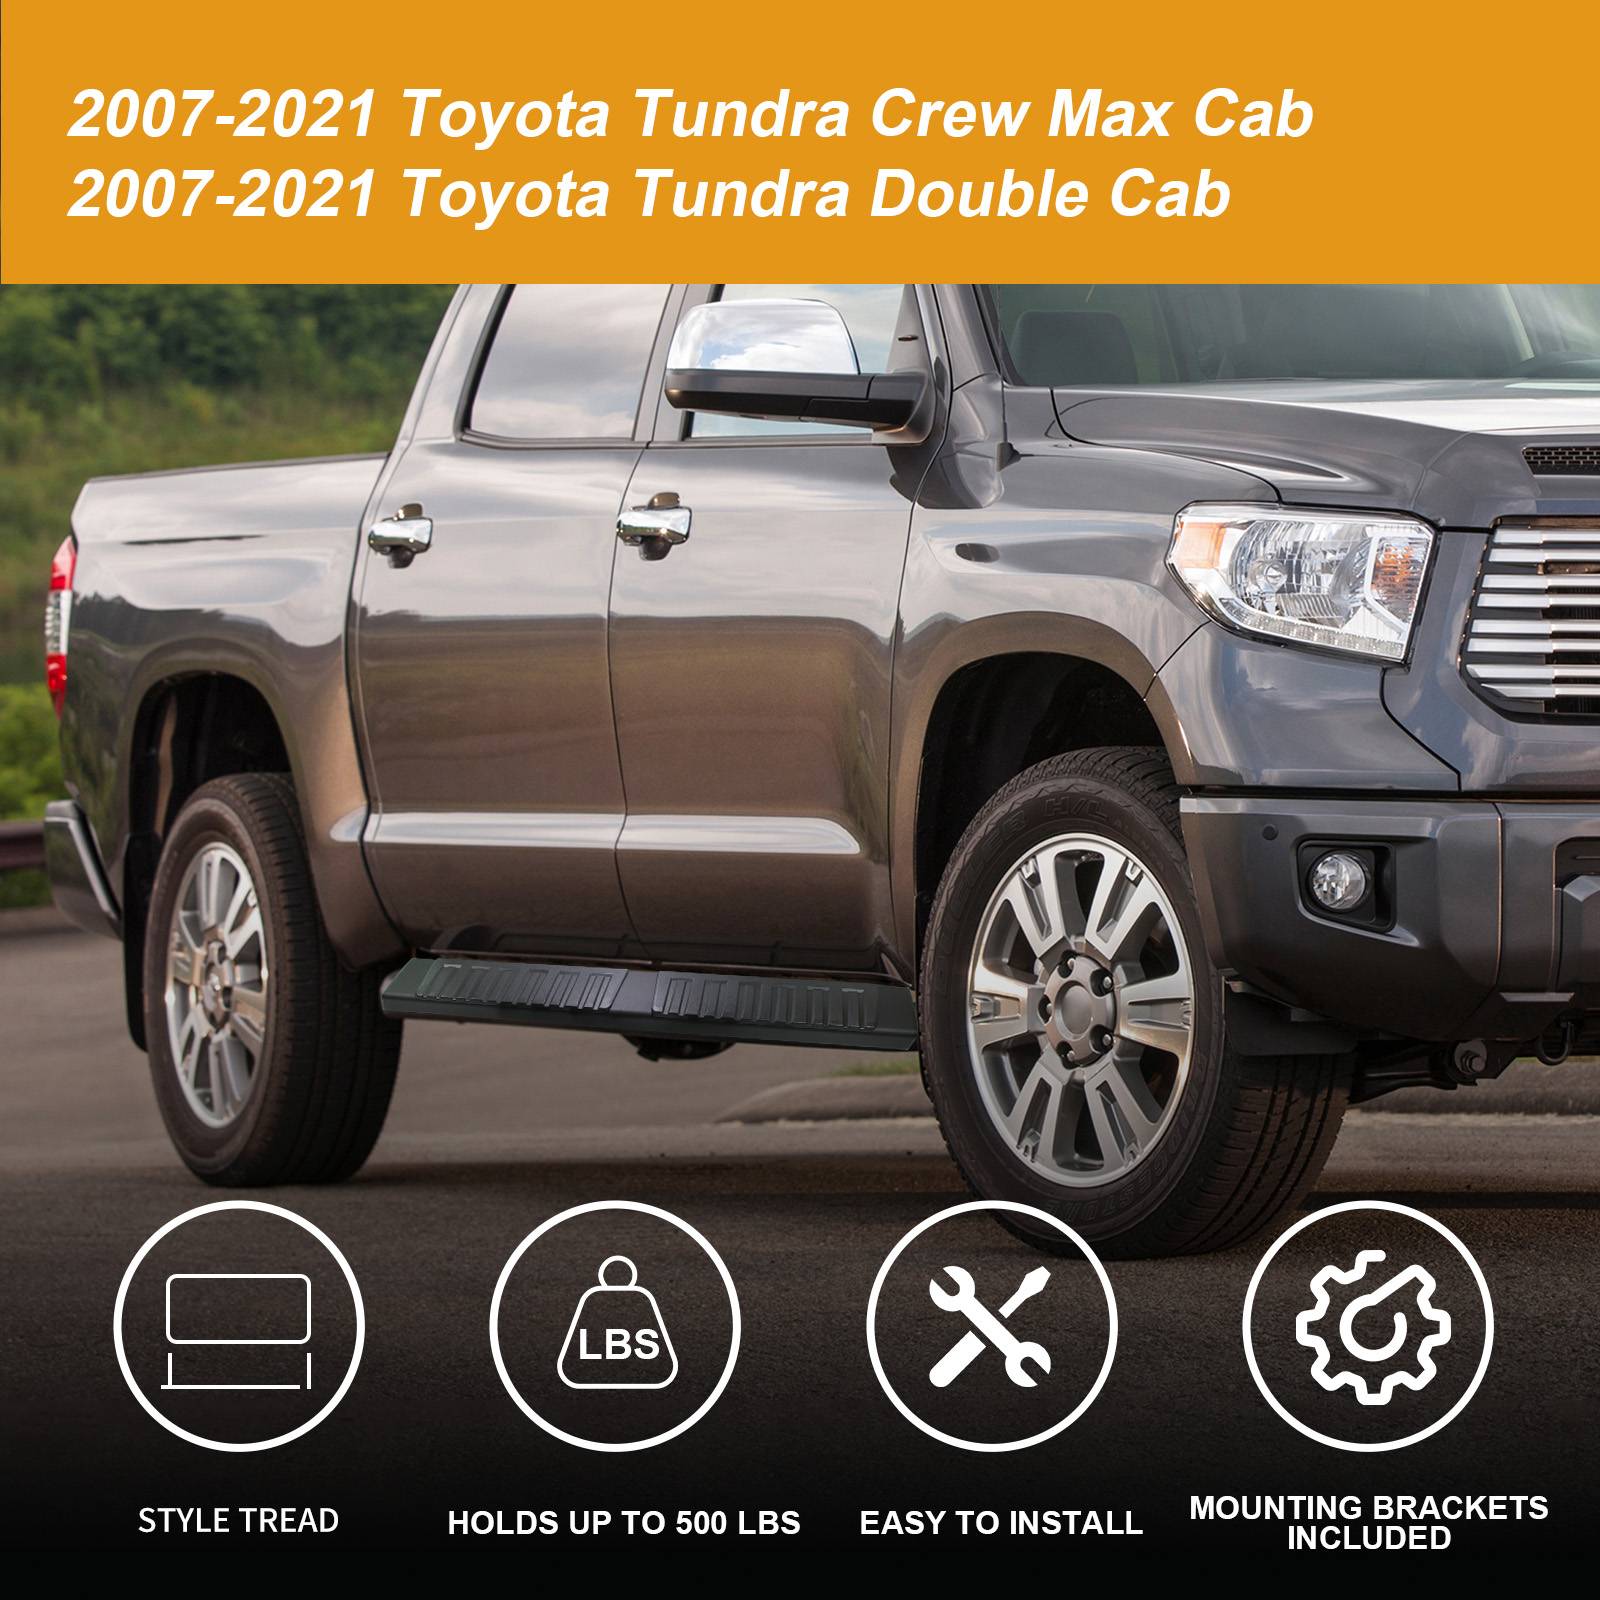 2007-2021 Toyota Tundra Crew Max Cab
2007-2021 Toyota Tundra Double Cab
LBS
STYLE TREAD
HOLDS UP TO 500 LBS
EASY TO INSTALL
MOUNTING BRACKETS
INCLUDED